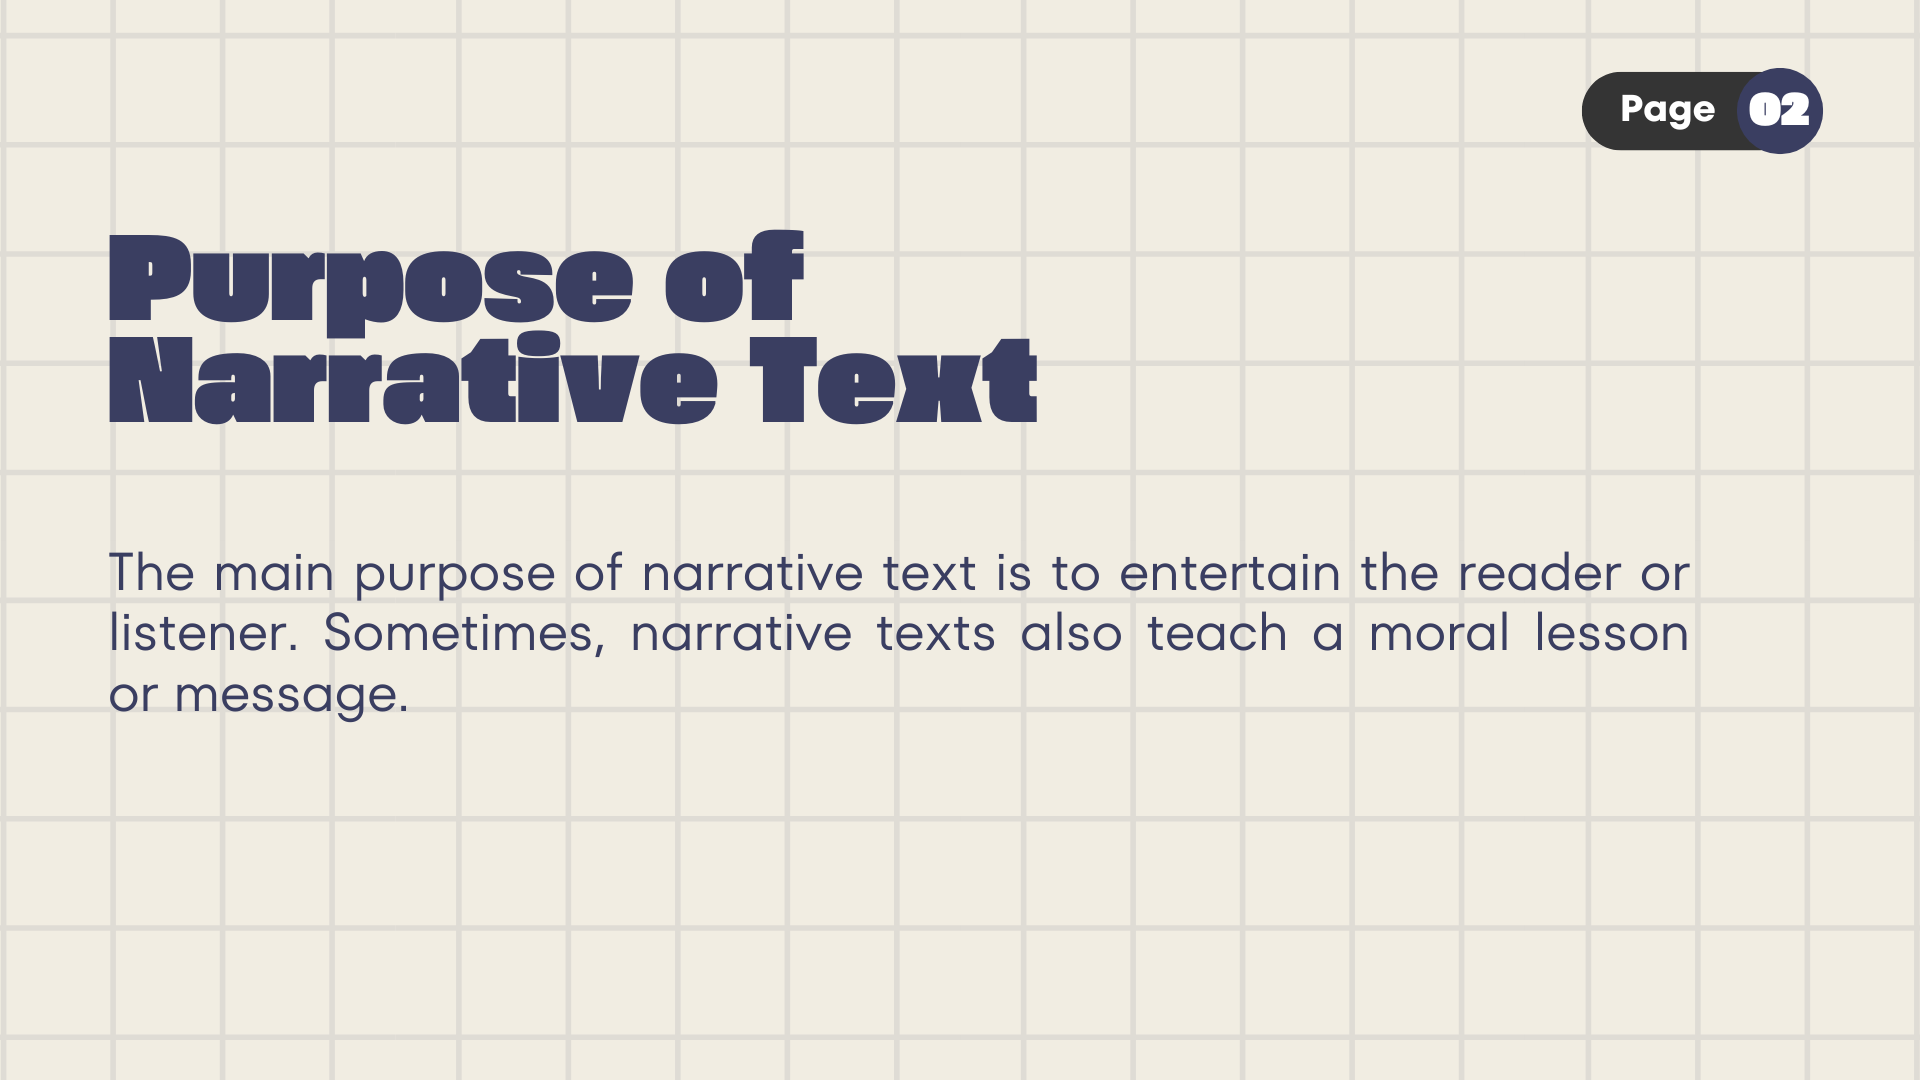 Page 02
Purpose of
Narrative Text
The main purpose of narrative text is to entertain the reader or
listener. Sometimes, narrative texts also teach a moral lesson
or message.